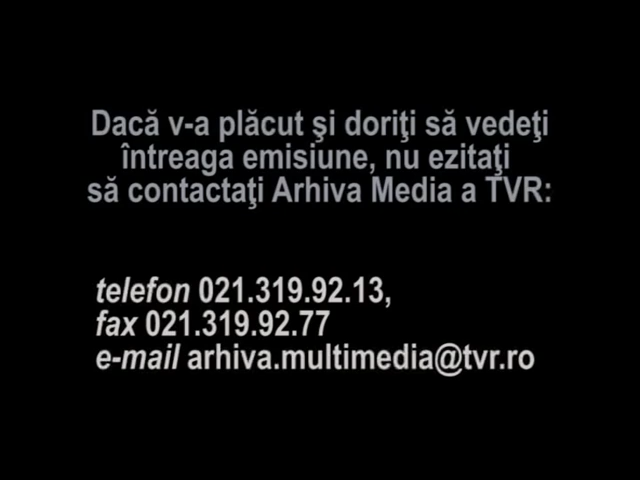 Dacă v-a plăcut şi doriţi să vedeţi
întreaga emisiune, nu ezitaţi
să contactaţi Arhiva Media a TVR:
telefon 021.319.92.13,
fax 021.319.92.77
e-mail arhiva.multimedia@tvr.ro